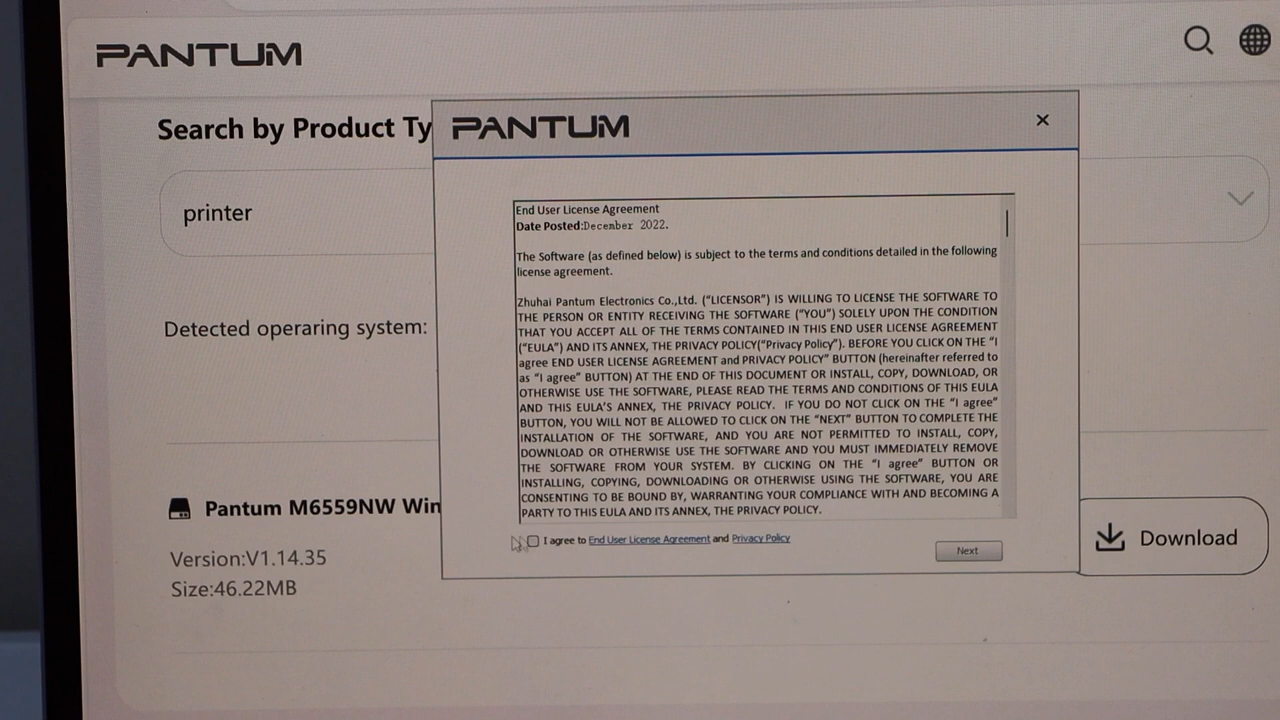 PANTUM
Search by Product Ty
printer
Detected operaring system:
Pantum M6559NW Win
Version:V1.14.35
Size:46.22MB
Download
PANTUM
End User License Agreement
Date Posted:December 2022.
The Software (as defined below) is subject to the terms and conditions detailed in the following
license agreement.
Zhuhai Pantum Electronics Co.,Ltd. (“LICENSOR”) IS WILLING TO LICENSE THE SOFTWARE TO
THE PERSON OR ENTITY RECEIVING THE SOFTWARE (“YOU”) SOLELY UPON THE CONDITION
THAT YOU ACCEPT ALL OF THE TERMS CONTAINED IN THIS END USER LICENSE AGREEMENT
(“EULA”) AND ITS ANNEX, THE PRIVACY POLICY(“Privacy Policy”). BEFORE YOU CLICK ON THE “I
agree END USER LICENSE AGREEMENT and PRIVACY POLICY” BUTTON (hereinafter referred to
as “I agree” BUTTON) AT THE END OF THIS DOCUMENT OR INSTALL, COPY, DOWNLOAD, OR
OTHERWISE USE THE SOFTWARE, PLEASE READ THE TERMS AND CONDITIONS OF THIS EULA
AND THIS EULA’S ANNEX, THE PRIVACY POLICY. IF YOU DO NOT CLICK ON THE “I agree”
BUTTON, YOU WILL NOT BE ALLOWED TO CLICK ON THE “NEXT” BUTTON TO COMPLETE THE
INSTALLATION OF THE SOFTWARE, AND YOU ARE NOT PERMITTED TO INSTALL, COPY,
DOWNLOAD OR OTHERWISE USE THE SOFTWARE AND YOU MUST IMMEDIATELY REMOVE
THE SOFTWARE FROM YOUR SYSTEM. BY CLICKING ON THE “I agree” BUTTON OR
INSTALLING, COPYING, DOWNLOADING OR OTHERWISE USING THE SOFTWARE, YOU ARE
CONSENTING TO BE BOUND BY, WARRANTING YOUR COMPLIANCE WITH AND BECOMING A
PARTY TO THIS EULA AND ITS ANNEX, THE PRIVACY POLICY.
I agree to End User License Agreement and Privacy Policy
Next